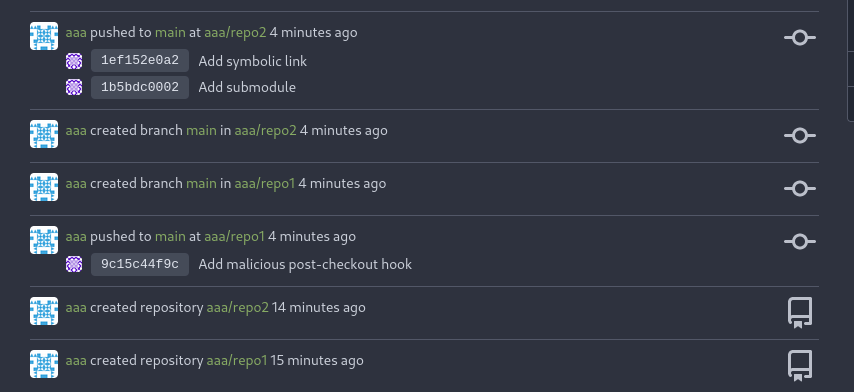 aaa pushed to main at aaa/repo2 4 minutes ago
1ef152e0a2 Add symbolic link
1b5bdc0002 Add submodule
aaa created branch main in aaa/repo2 4 minutes ago
aaa created branch main in aaa/repo1 4 minutes ago
aaa pushed to main at aaa/repo1 4 minutes ago
9c15c44f9c Add malicious post-checkout hook
aaa created repository aaa/repo2 14 minutes ago
aaa created repository aaa/repo1 15 minutes ago